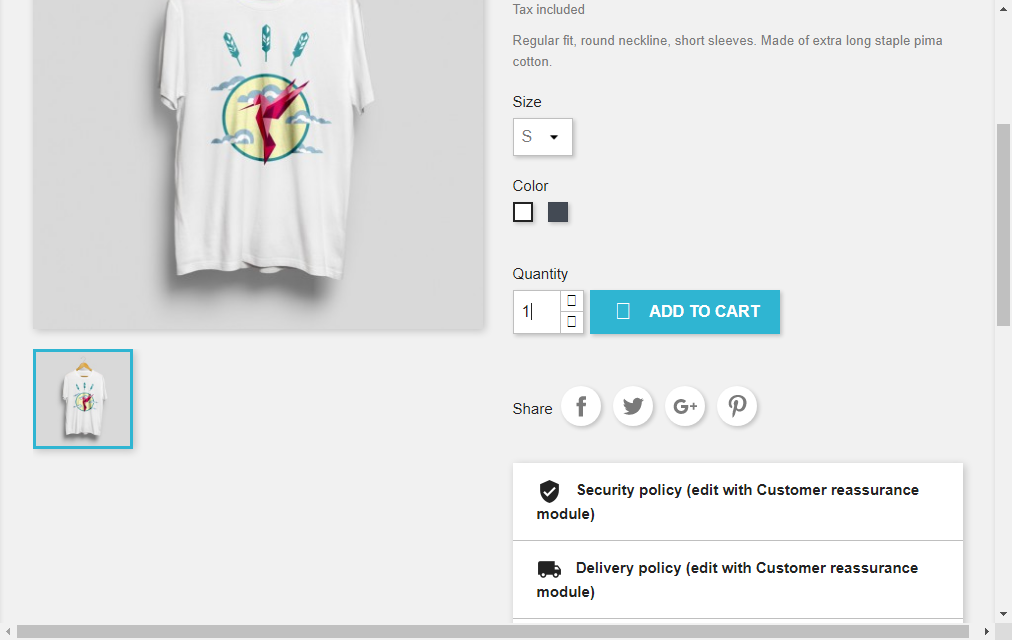 Tax included
Regular fit, round neckline, short sleeves. Made of extra long staple pima
cotton.
Size
S
Color
Quantity
1
ADD TO CART
Share
Security policy (edit with Customer reassurance
module)
Delivery policy (edit with Customer reassurance
module)